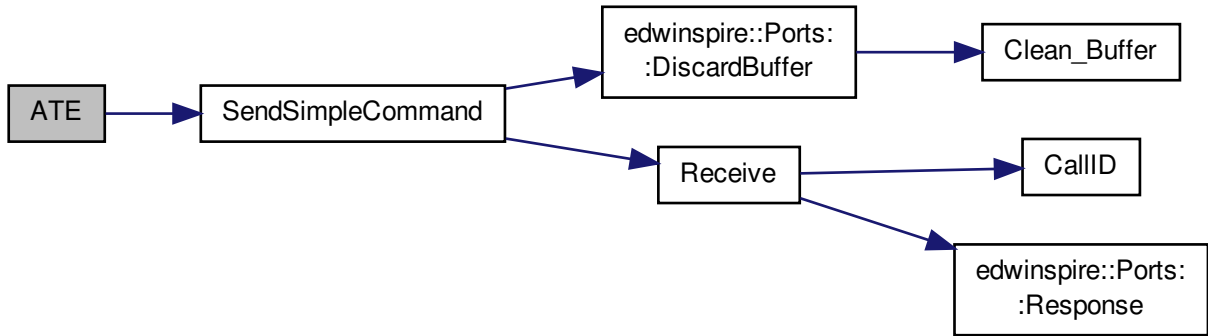 ATE
SendSimpleCommand
edwinspire::Ports:
:DiscardBuffer
Clean_Buffer
Receive
CallID
edwinspire::Ports:
:Response